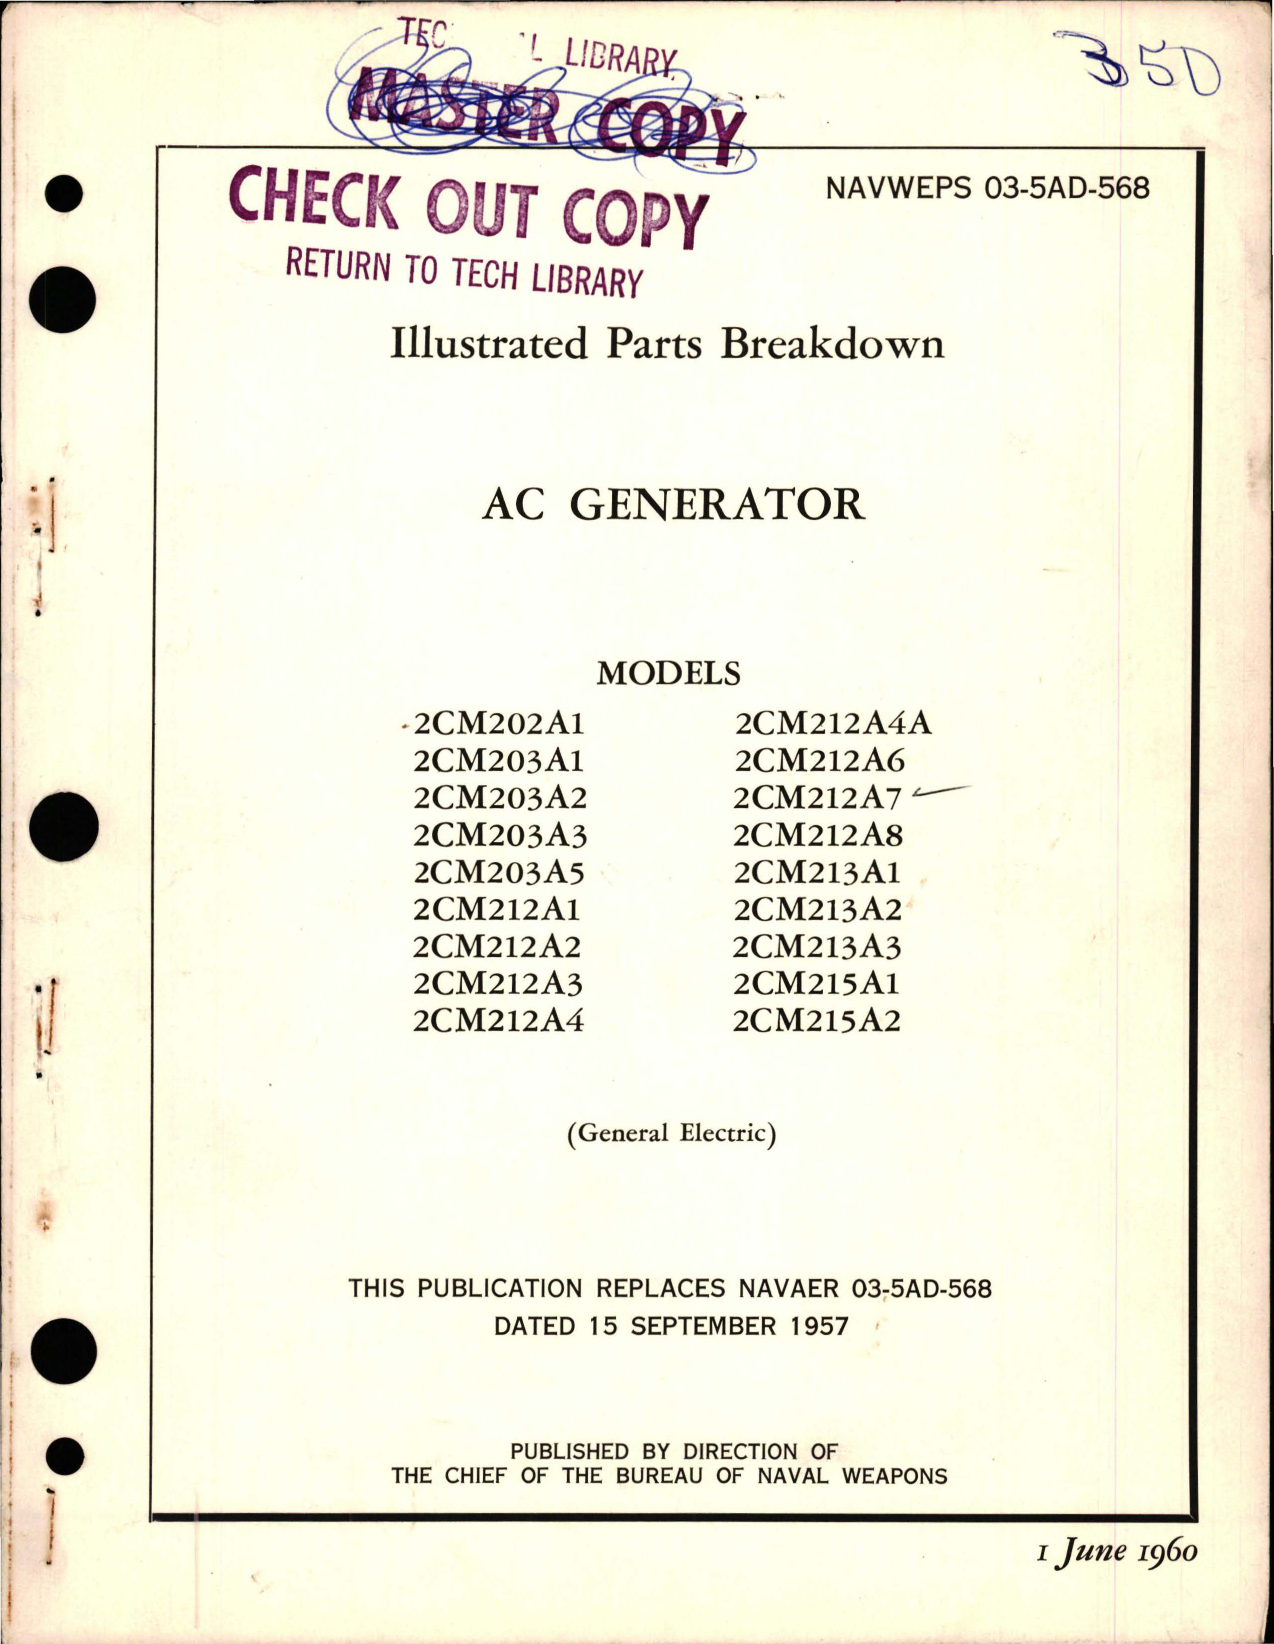 LIBRARY
350
MASTER COPY
NAVWEPS 03-5AD-568
CHECK OUT COPY
RETURN TO TECH LIBRARY
Illustrated Parts Breakdown
AC GENERATOR
MODELS
2CM202A1
2CM203A1
2CM203A2
2CM203A3
2CM203A5
2CM212A1
2CM212A2
2CM212A3
2CM212A4
2CM212A4A
2CM212A6
2CM212A7
2CM212A8
2CM213A1
2CM213A2
2CM213A3
2CM215A1
2CM215A2
(General Electric)
THIS PUBLICATION REPLACES NAVAER 03-5AD-568
DATED 15 SEPTEMBER 1957
PUBLISHED BY DIRECTION OF
THE CHIEF OF THE BUREAU OF NAVAL WEAPONS
1 June 1960